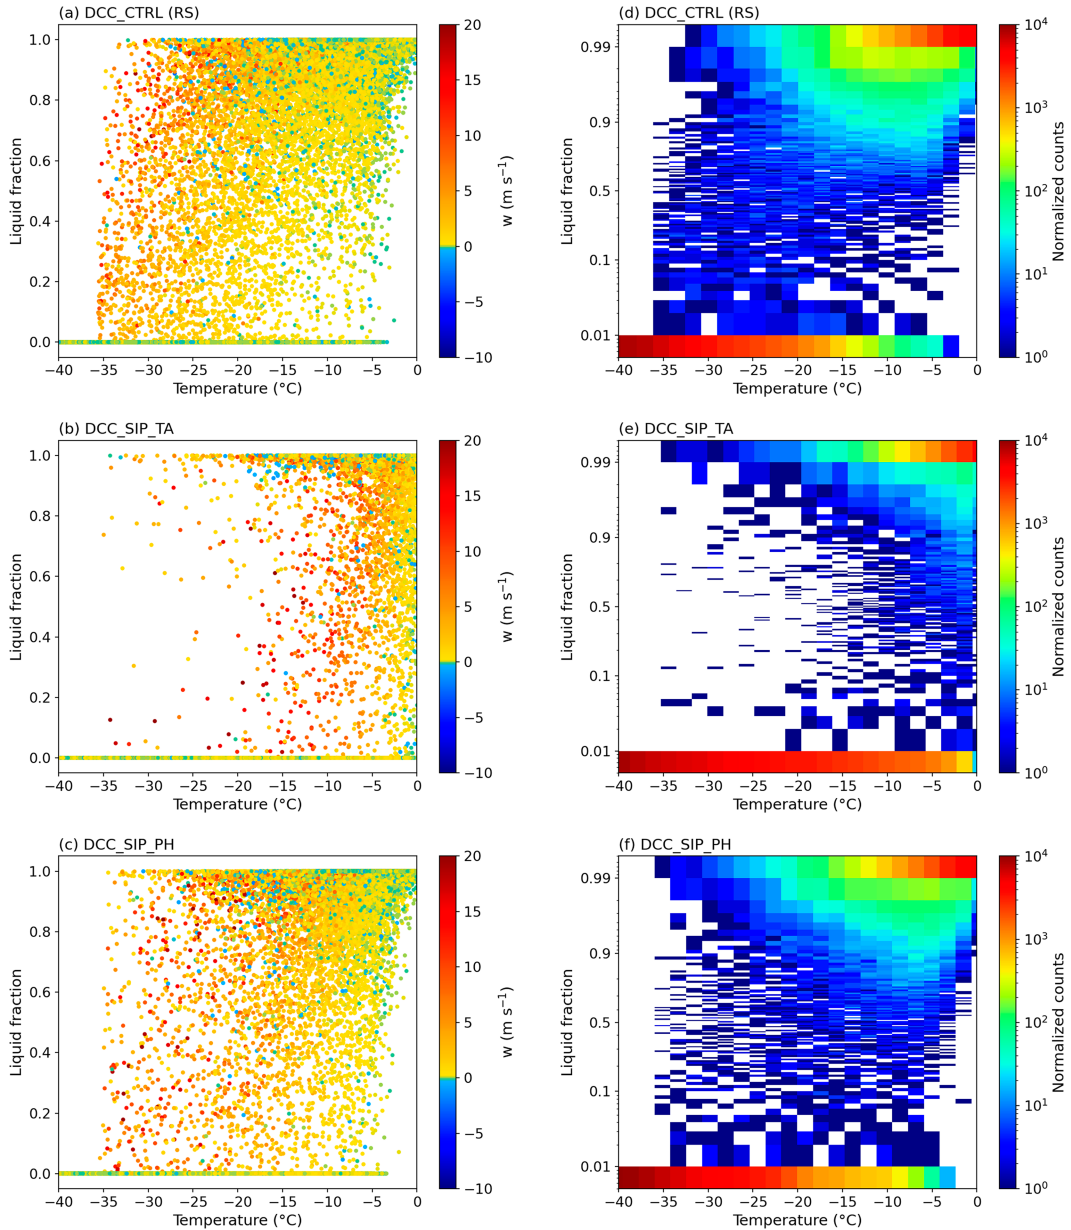 (a) DCC_CTRL (RS)
1.0
0.8
0.6
0.4
0.2
0.0
Liquid fraction
−40 −35 −30 −25 −20 −15 −10 −5 0
Temperature (°C)
20
15
10
5
0
−5
−10
w (m s⁻¹)
(d) DCC_CTRL (RS)
0.99
0.9
0.5
0.1
0.01
Liquid fraction
−40 −35 −30 −25 −20 −15 −10 −5 0
Temperature (°C)
10⁴
10³
10²
10¹
10⁰
Normalized counts
(b) DCC_SIP_TA
1.0
0.8
0.6
0.4
0.2
0.0
Liquid fraction
−40 −35 −30 −25 −20 −15 −10 −5 0
Temperature (°C)
20
15
10
5
0
−5
−10
w (m s⁻¹)
(e) DCC_SIP_TA
0.99
0.9
0.5
0.1
0.01
Liquid fraction
−40 −35 −30 −25 −20 −15 −10 −5 0
Temperature (°C)
10⁴
10³
10²
10¹
10⁰
Normalized counts
(c) DCC_SIP_PH
1.0
0.8
0.6
0.4
0.2
0.0
Liquid fraction
−40 −35 −30 −25 −20 −15 −10 −5 0
Temperature (°C)
20
15
10
5
0
−5
−10
w (m s⁻¹)
(f) DCC_SIP_PH
0.99
0.9
0.5
0.1
0.01
Liquid fraction
−40 −35 −30 −25 −20 −15 −10 −5 0
Temperature (°C)
10⁴
10³
10²
10¹
10⁰
Normalized counts